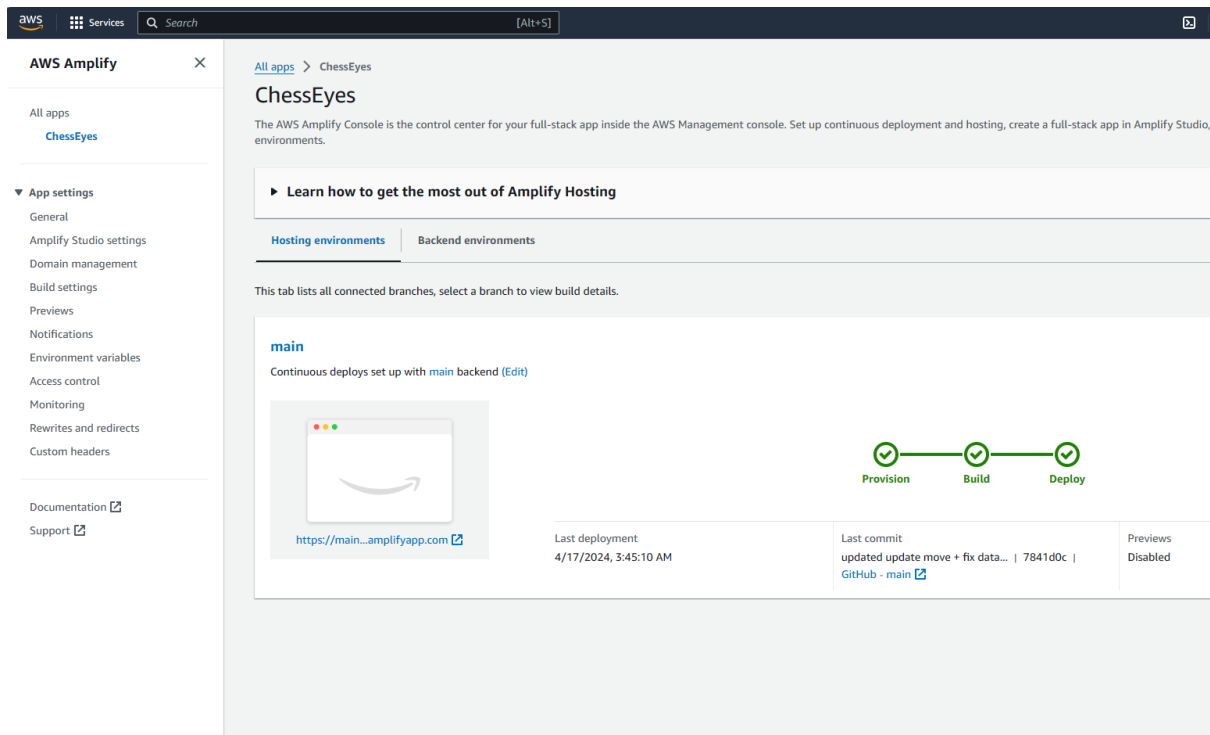 aws
Services
Search
[Alt+S]
AWS Amplify
All apps
ChessEyes
App settings
General
Amplify Studio settings
Domain management
Build settings
Previews
Notifications
Environment variables
Access control
Monitoring
Rewrites and redirects
Custom headers
Documentation
Support
All apps > ChessEyes
ChessEyes
The AWS Amplify Console is the control center for your full-stack app inside the AWS Management console. Set up continuous deployment and hosting, create a full-stack app in Amplify Studio,
environments.
Learn how to get the most out of Amplify Hosting
Hosting environments
Backend environments
This tab lists all connected branches, select a branch to view build details.
main
Continuous deploys set up with main backend (Edit)
https://main...amplifyapp.com
Provision
Build
Deploy
Last deployment
4/17/2024, 3:45:10 AM
Last commit
updated update move + fix data... | 7841d0c |
GitHub - main
Previews
Disabled